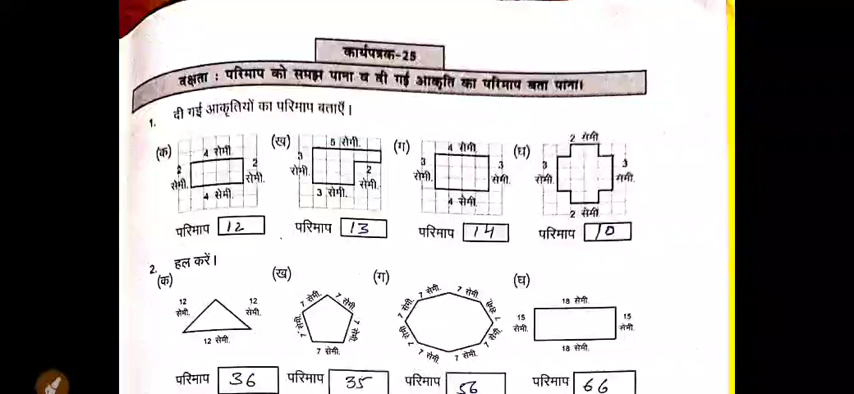 कार्यपत्रक-25
दक्षता : परिमाप को समझ पाना व दी गई आकृति का परिमाप बता पाना।
1. दी गई आकृतियों का परिमाप बताएँ।
(क) 4 सेमी. 2 सेमी. 2 सेमी. 4 सेमी.
(ख) 5 सेमी. 3 सेमी. 2 सेमी. 3 सेमी.
(ग) 4 सेमी. 3 सेमी. 3 सेमी. 4 सेमी.
(घ) 2 सेमी 3 सेमी. 3 सेमी. 2 सेमी
परिमाप 12 परिमाप 13 परिमाप 14 परिमाप 10
2. हल करें।
(क) 12 सेमी. 12 सेमी. 12 सेमी.
(ख) 7 सेमी. 7 सेमी. 7 सेमी. 7 सेमी. 7 सेमी.
(ग) 7 सेमी. 7 सेमी. 7 सेमी. 7 सेमी. 7 सेमी. 7 सेमी. 7 सेमी. 7 सेमी.
(घ) 18 सेमी. 15 सेमी. 15 सेमी. 18 सेमी.
परिमाप 36 परिमाप 35 परिमाप 56 परिमाप 66